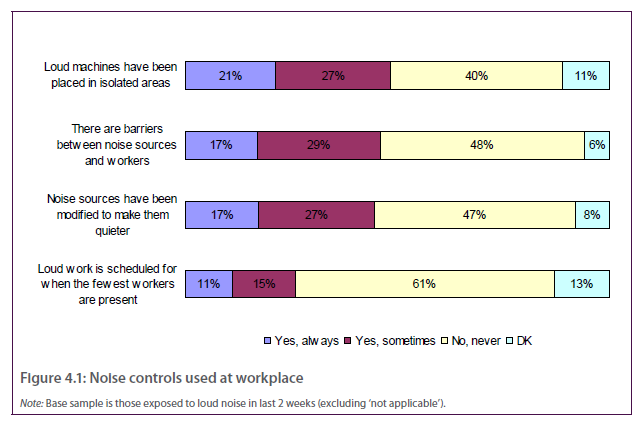 Loud machines have been
placed in isolated areas
21% 27% 40% 11%
There are barriers
between noise sources
and workers
17% 29% 48% 6%
Noise sources have been
modified to make them
quieter
17% 27% 47% 8%
Loud work is scheduled for
when the fewest workers
are present
11% 15% 61% 13%
Yes, always Yes, sometimes No, never DK
Figure 4.1: Noise controls used at workplace
Note: Base sample is those exposed to loud noise in last 2 weeks (excluding ‘not applicable’).